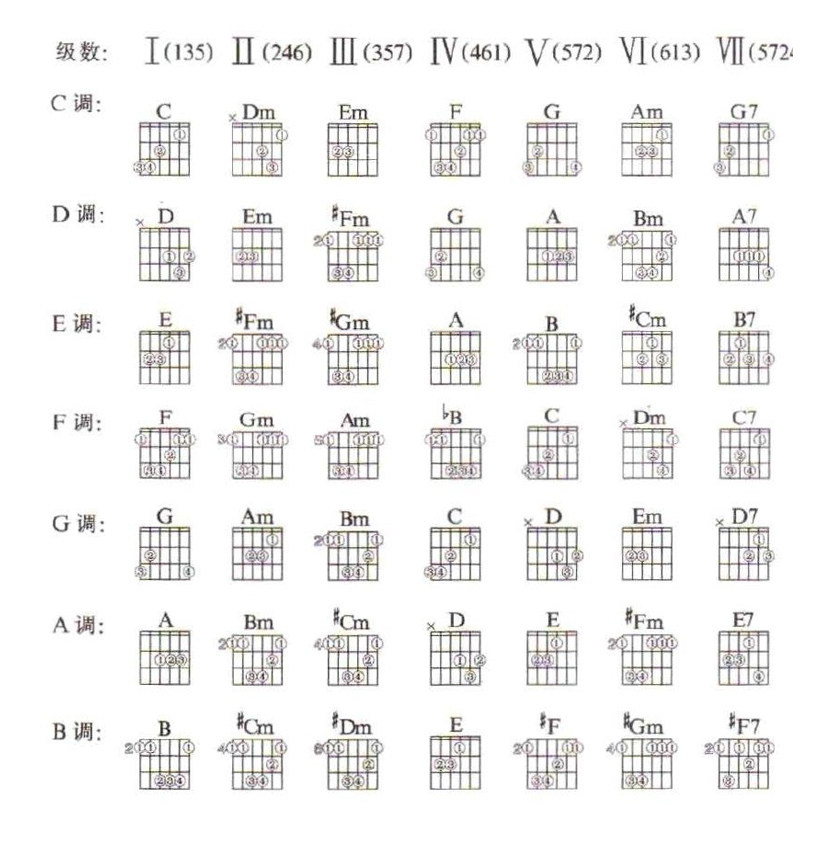 级数: Ⅰ(135) Ⅱ(246) Ⅲ(357) Ⅳ(461) Ⅴ(572) Ⅵ(613) Ⅶ(572
C 调: C Dm Em F G Am G7
D 调: D Em #Fm G A Bm A7
E 调: E #Fm #Gm A B #Cm B7
F 调: F Gm Am ♭B C Dm C7
G 调: G Am Bm C D Em D7
A 调: A Bm #Cm D E #Fm E7
B 调: B #Cm #Dm E #F #Gm #F7